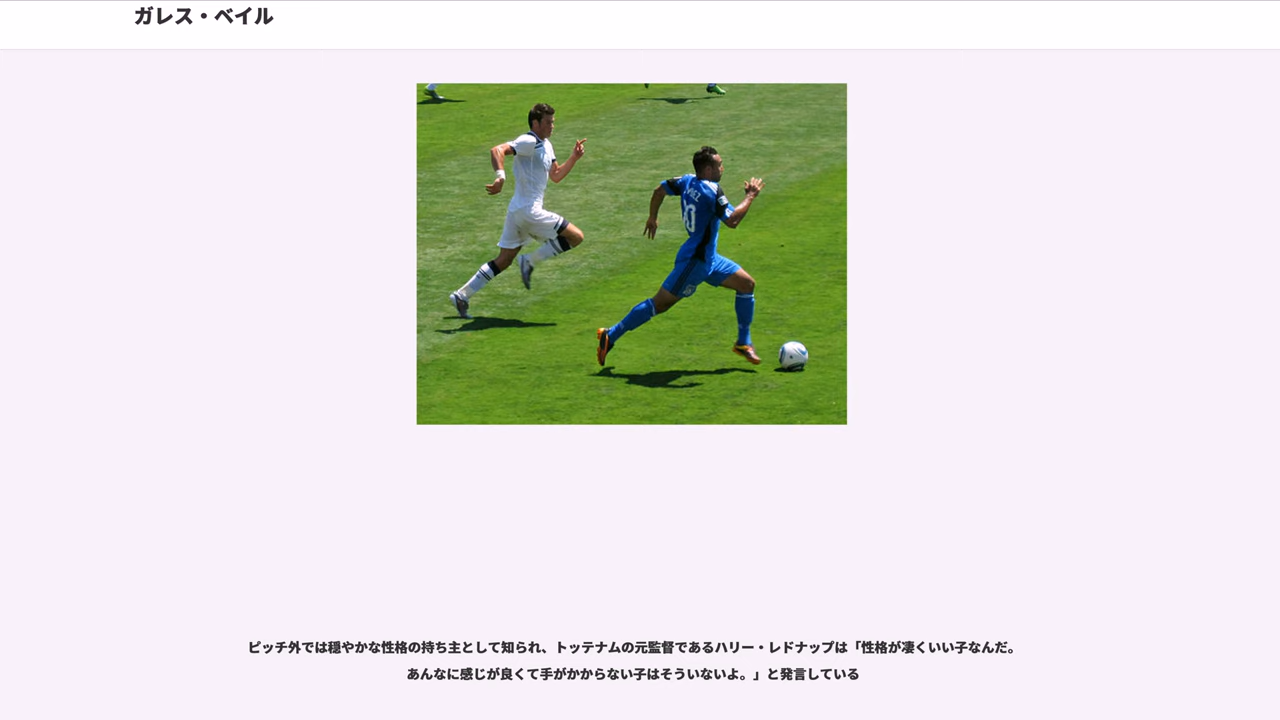 ガレス・ベイル
10
ピッチ外では穏やかな性格の持ち主として知られ、トッテナムの元監督であるハリー・レドナップは「性格が凄くいい子なんだ。
あんなに感じが良くて手がかからない子はそういないよ。」と発言している